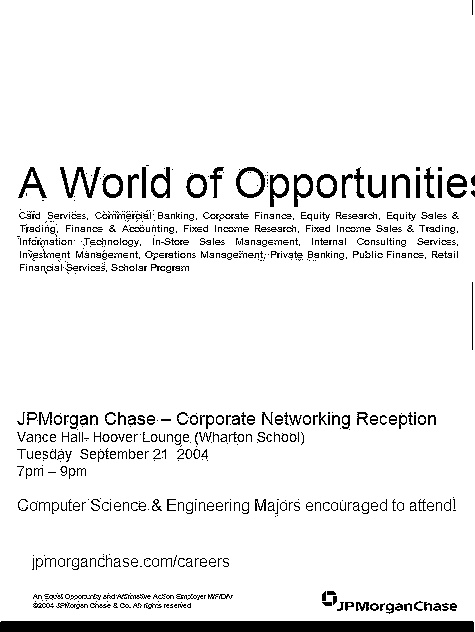 A World of Opportunities
Card Services, Commercial Banking, Corporate Finance, Equity Research, Equity Sales &
Trading, Finance & Accounting, Fixed Income Research, Fixed Income Sales & Trading,
Information Technology, In-Store Sales Management, Internal Consulting Services,
Investment Management, Operations Management, Private Banking, Public Finance, Retail
Financial Services, Scholar Program
JPMorgan Chase – Corporate Networking Reception
Vance Hall- Hoover Lounge (Wharton School)
Tuesday September 21 2004
7pm – 9pm
Computer Science & Engineering Majors encouraged to attend!
jpmorganchase.com/careers
An Equal Opportunity and Affirmative Action Employer M/F/D/V
©2004 JPMorgan Chase & Co. All rights reserved
JPMorganChase